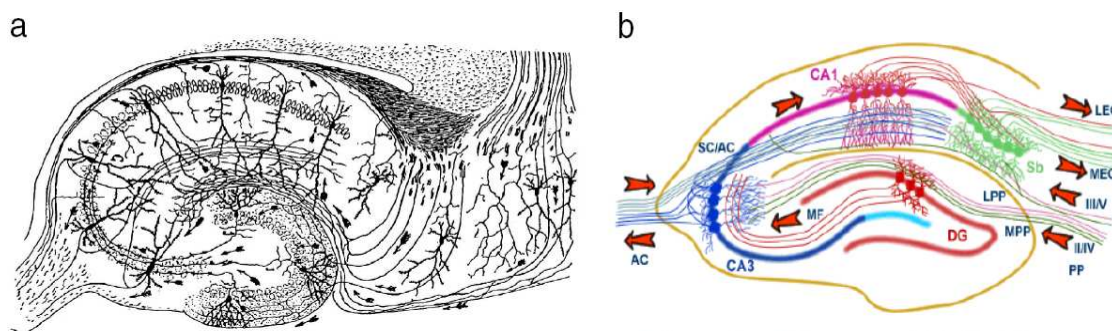 a
b
CA1
LEC
SC/AC
Sb
MEC
LPP
III/V
MF
DG
MPP
II/IV
AC
CA3
PP